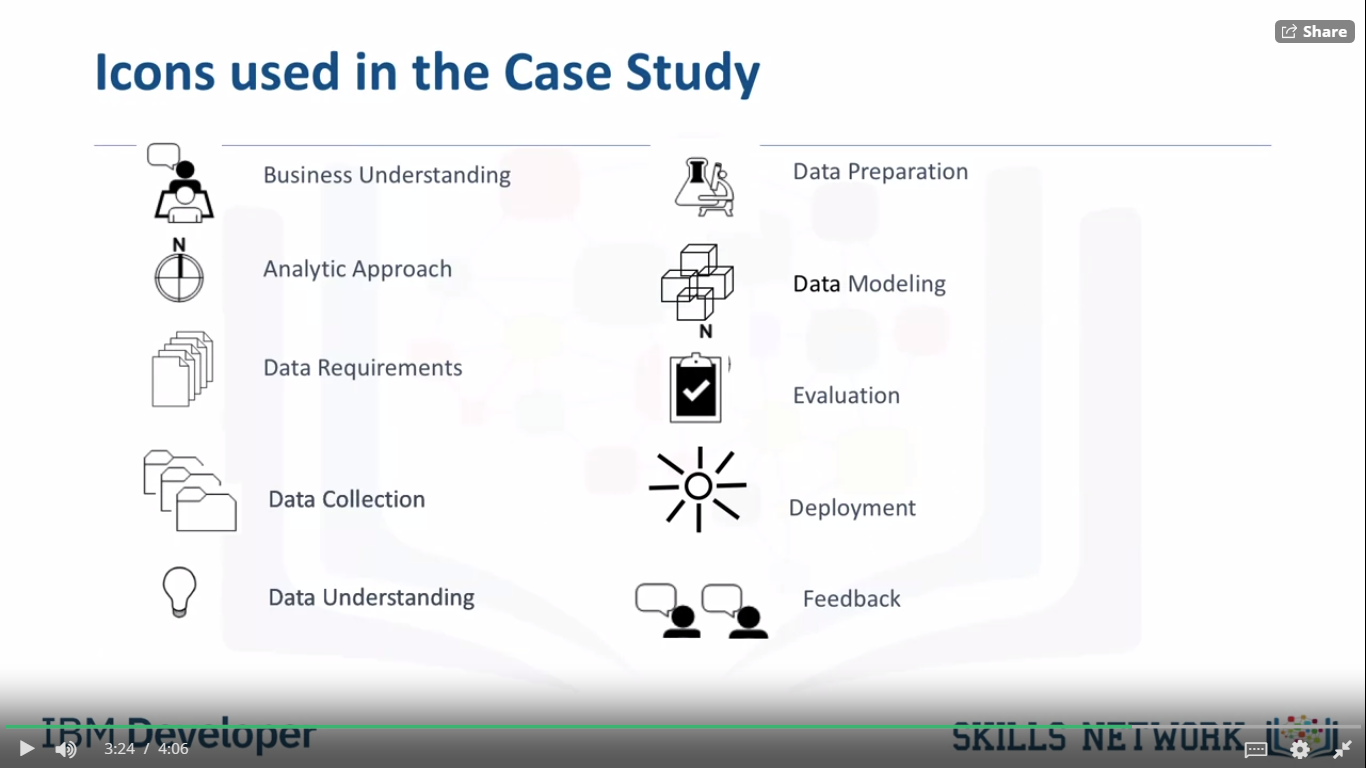 Share
Icons used in the Case Study
Business Understanding
N
Analytic Approach
Data Requirements
Data Collection
Data Understanding
Data Preparation
Data Modeling
N
Evaluation
Deployment
Feedback
IBM Developer
SKILLS NETWORK
3:24 / 4:06